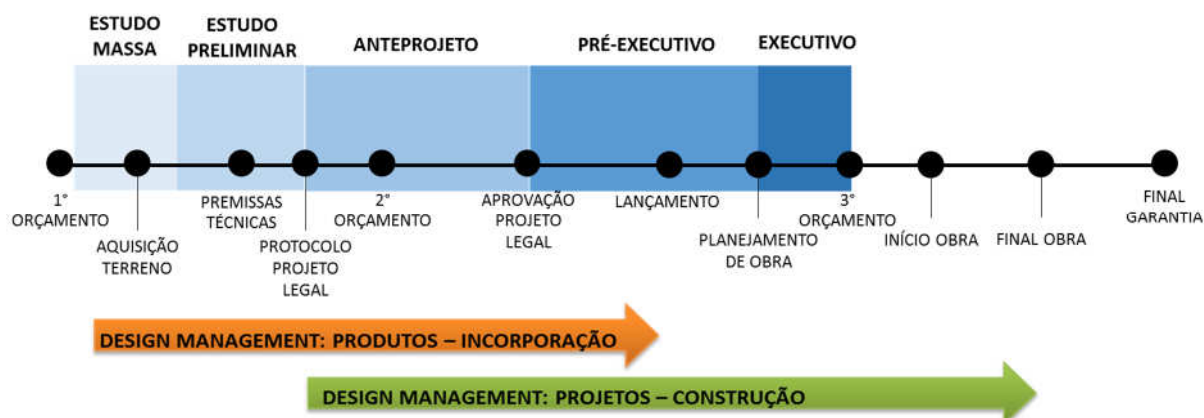 ESTUDO
MASSA
ESTUDO
PRELIMINAR
ANTEPROJETO
PRÉ-EXECUTIVO
EXECUTIVO
1°
ORÇAMENTO
AQUISIÇÃO
TERRENO
PREMISSAS
TÉCNICAS
PROTOCOLO
PROJETO
LEGAL
2°
ORÇAMENTO
APROVAÇÃO
PROJETO
LEGAL
LANÇAMENTO
PLANEJAMENTO
DE OBRA
3°
ORÇAMENTO
INÍCIO OBRA
FINAL OBRA
FINAL
GARANTIA
DESIGN MANAGEMENT: PRODUTOS – INCORPORAÇÃO
DESIGN MANAGEMENT: PROJETOS – CONSTRUÇÃO